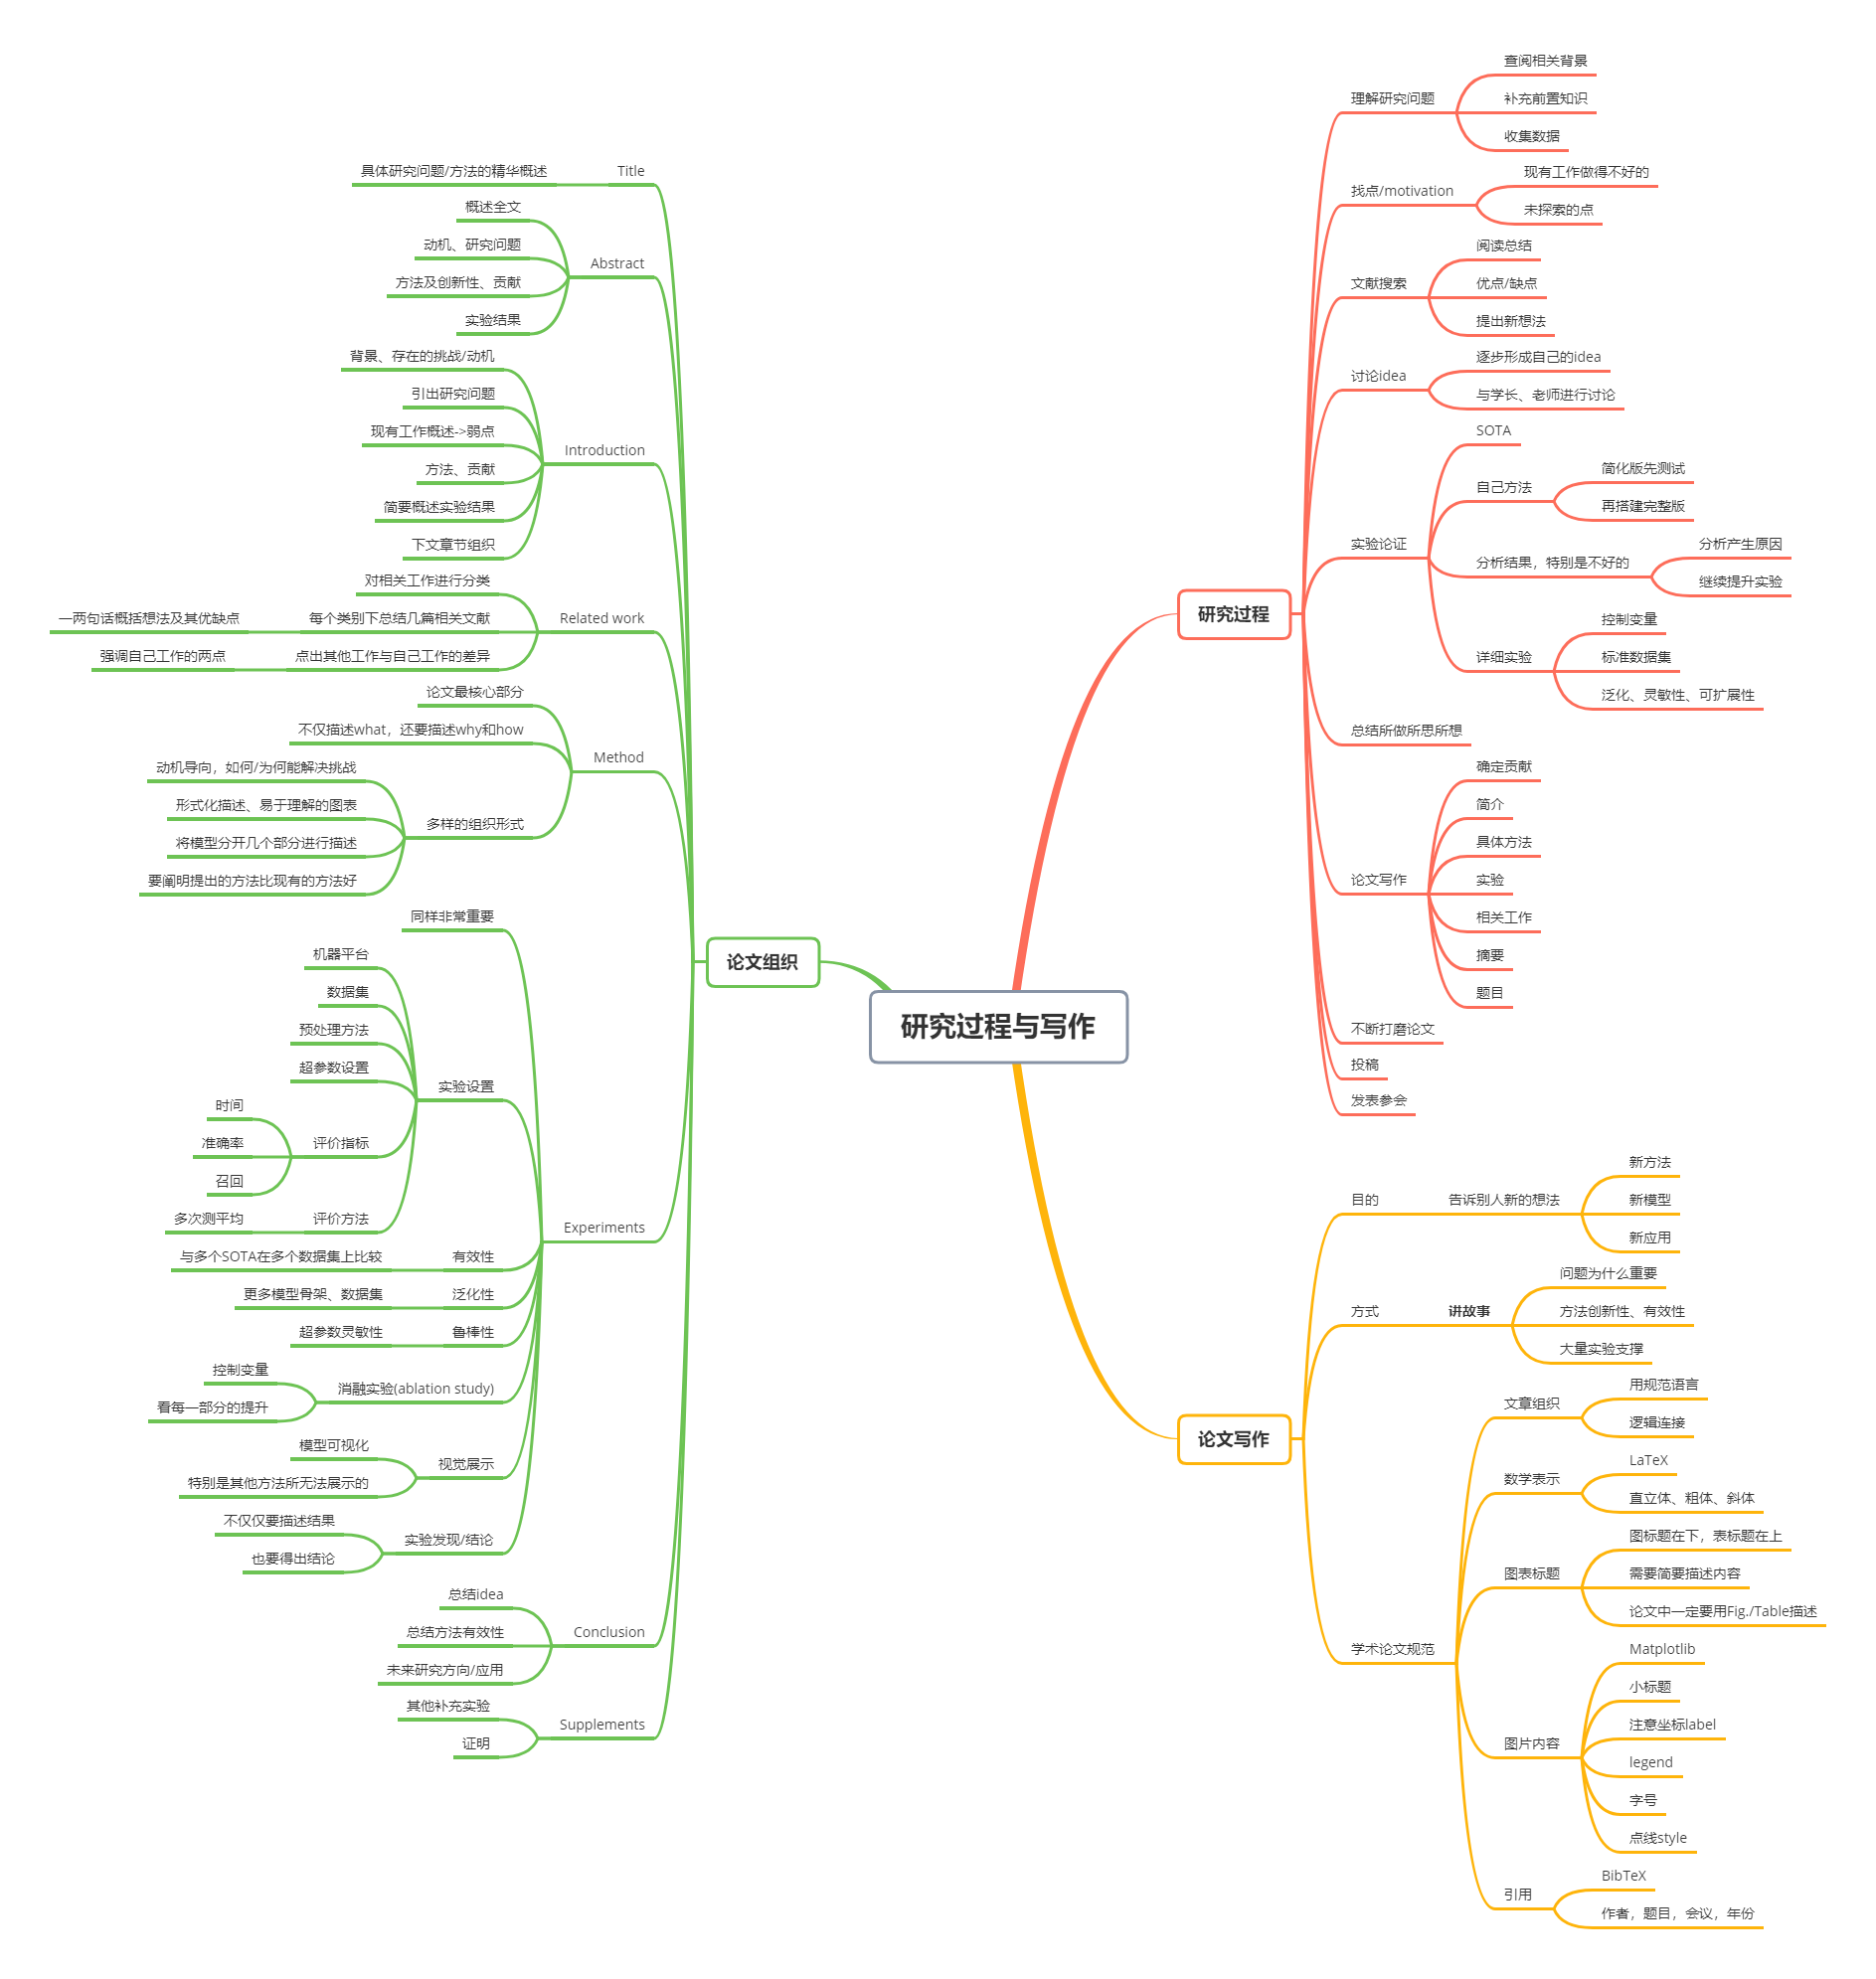 研究过程与写作
研究过程
理解研究问题
查阅相关背景
补充前置知识
收集数据
找点/motivation
现有工作做得不好的
未探索的点
文献搜索
阅读总结
优点/缺点
提出新想法
讨论idea
逐步形成自己的idea
与学长、老师进行讨论
实验论证
SOTA
自己方法
简化版先测试
再搭建完整版
分析结果，特别是不好的
分析产生原因
继续提升实验
详细实验
控制变量
标准数据集
泛化、灵敏性、可扩展性
总结所做所思所想
论文写作
确定贡献
简介
具体方法
实验
相关工作
摘要
题目
不断打磨论文
投稿
发表参会
论文写作
目的
告诉别人新的想法
新方法
新模型
新应用
方式
讲故事
问题为什么重要
方法创新性、有效性
大量实验支撑
学术论文规范
文章组织
用规范语言
逻辑连接
数学表示
LaTeX
直立体、粗体、斜体
图表标题
图标题在下，表标题在上
需要简要描述内容
论文中一定要用Fig./Table描述
图片内容
Matplotlib
小标题
注意坐标label
legend
字号
点线style
引用
BibTeX
作者，题目，会议，年份
论文组织
Title
具体研究问题/方法的精华概述
Abstract
概述全文
动机、研究问题
方法及创新性、贡献
实验结果
Introduction
背景、存在的挑战/动机
引出研究问题
现有工作概述->弱点
方法、贡献
简要概述实验结果
下文章节组织
Related work
对相关工作进行分类
每个类别下总结几篇相关文献
一两句话概括想法及其优缺点
点出其他工作与自己工作的差异
强调自己工作的两点
Method
论文最核心部分
不仅描述what，还要描述why和how
多样的组织形式
动机导向，如何/为何能解决挑战
形式化描述、易于理解的图表
将模型分开几个部分进行描述
要阐明提出的方法比现有的方法好
Experiments
同样非常重要
实验设置
机器平台
数据集
预处理方法
超参数设置
评价指标
时间
准确率
召回
评价方法
多次测平均
有效性
与多个SOTA在多个数据集上比较
泛化性
更多模型骨架、数据集
鲁棒性
超参数灵敏性
消融实验(ablation study)
控制变量
看每一部分的提升
视觉展示
模型可视化
特别是其他方法所无法展示的
实验发现/结论
不仅仅要描述结果
也要得出结论
Conclusion
总结idea
总结方法有效性
未来研究方向/应用
Supplements
其他补充实验
证明